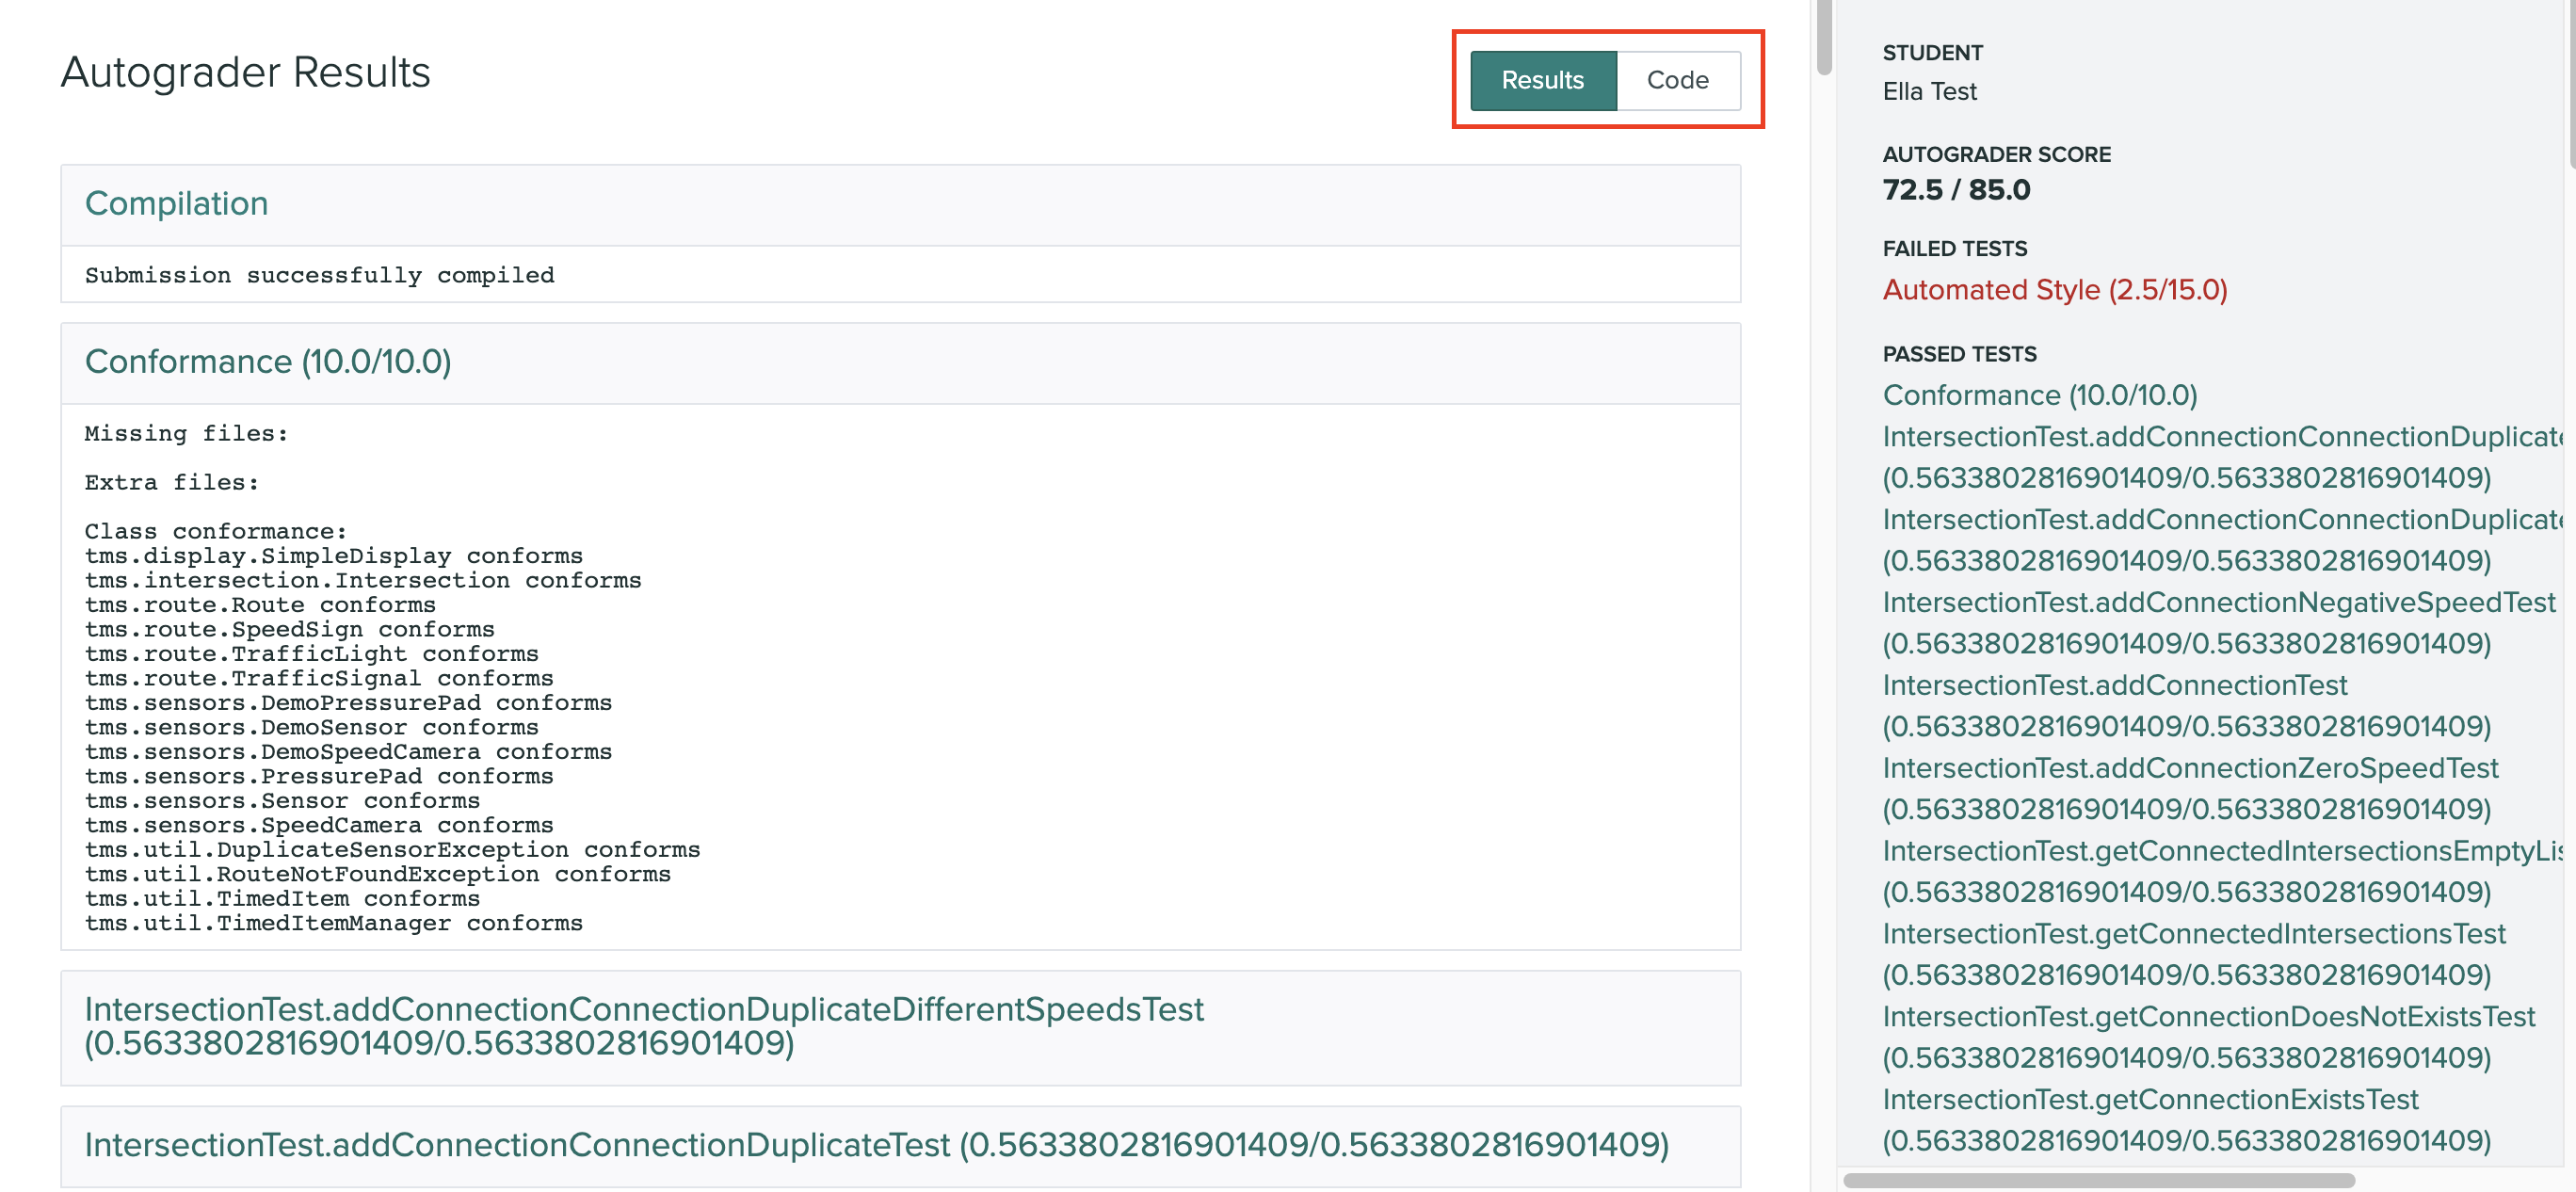 Autograder Results
Results
Code
Compilation
Submission successfully compiled
Conformance (10.0/10.0)
Missing files:
Extra files:
Class conformance:
tms.display.SimpleDisplay conforms
tms.intersection.Intersection conforms
tms.route.Route conforms
tms.route.SpeedSign conforms
tms.route.TrafficLight conforms
tms.route.TrafficSignal conforms
tms.sensors.DemoPressurePad conforms
tms.sensors.DemoSensor conforms
tms.sensors.DemoSpeedCamera conforms
tms.sensors.PressurePad conforms
tms.sensors.Sensor conforms
tms.sensors.SpeedCamera conforms
tms.util.DuplicateSensorException conforms
tms.util.RouteNotFoundException conforms
tms.util.TimedItem conforms
tms.util.TimedItemManager conforms
IntersectionTest.addConnectionConnectionDuplicateDifferentSpeedsTest
(0.5633802816901409/0.5633802816901409)
IntersectionTest.addConnectionConnectionDuplicateTest (0.5633802816901409/0.5633802816901409)
STUDENT
Ella Test
AUTOGRADER SCORE
72.5 / 85.0
FAILED TESTS
Automated Style (2.5/15.0)
PASSED TESTS
Conformance (10.0/10.0)
IntersectionTest.addConnectionConnectionDuplicate
(0.5633802816901409/0.5633802816901409)
IntersectionTest.addConnectionConnectionDuplicate
(0.5633802816901409/0.5633802816901409)
IntersectionTest.addConnectionNegativeSpeedTest
(0.5633802816901409/0.5633802816901409)
IntersectionTest.addConnectionTest
(0.5633802816901409/0.5633802816901409)
IntersectionTest.addConnectionZeroSpeedTest
(0.5633802816901409/0.5633802816901409)
IntersectionTest.getConnectedIntersectionsEmptyLis
(0.5633802816901409/0.5633802816901409)
IntersectionTest.getConnectedIntersectionsTest
(0.5633802816901409/0.5633802816901409)
IntersectionTest.getConnectionDoesNotExistsTest
(0.5633802816901409/0.5633802816901409)
IntersectionTest.getConnectionExistsTest
(0.5633802816901409/0.5633802816901409)